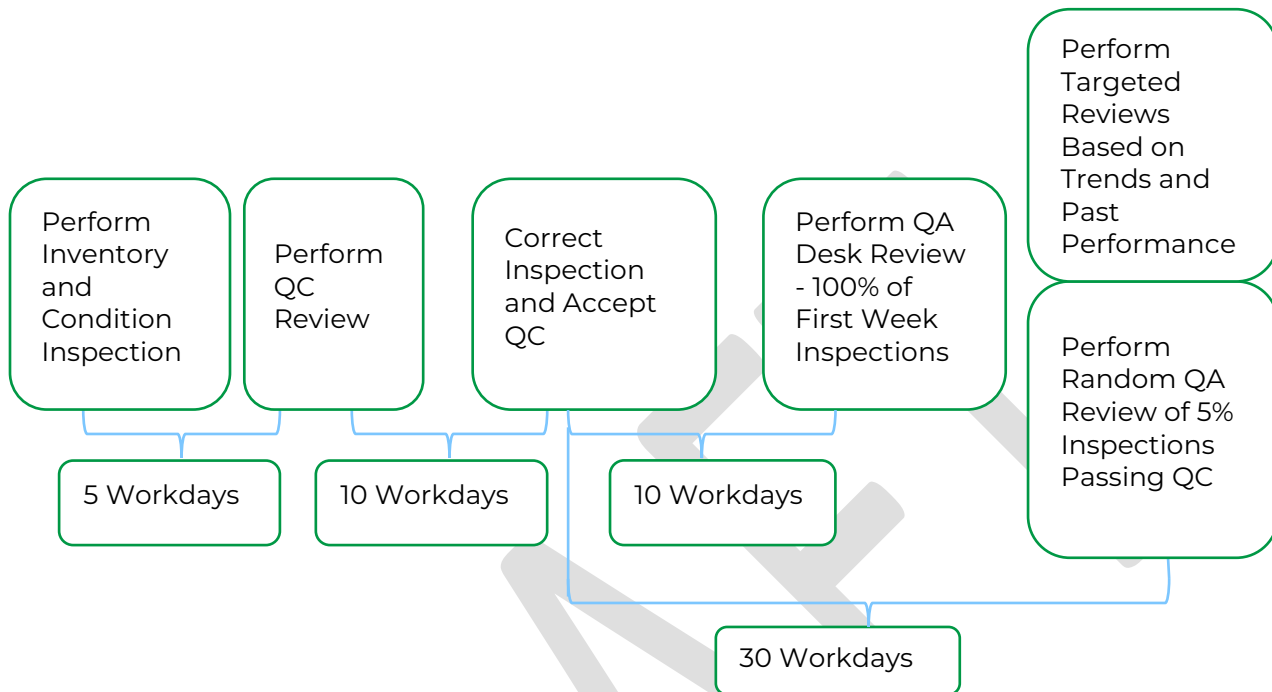 Perform
Inventory
and
Condition
Inspection
Perform
QC
Review
Correct
Inspection
and Accept
QC
Perform QA
Desk Review
- 100% of
First Week
Inspections
Perform
Targeted
Reviews
Based on
Trends and
Past
Performance
Perform
Random QA
Review of 5%
Inspections
Passing QC
5 Workdays
10 Workdays
10 Workdays
30 Workdays